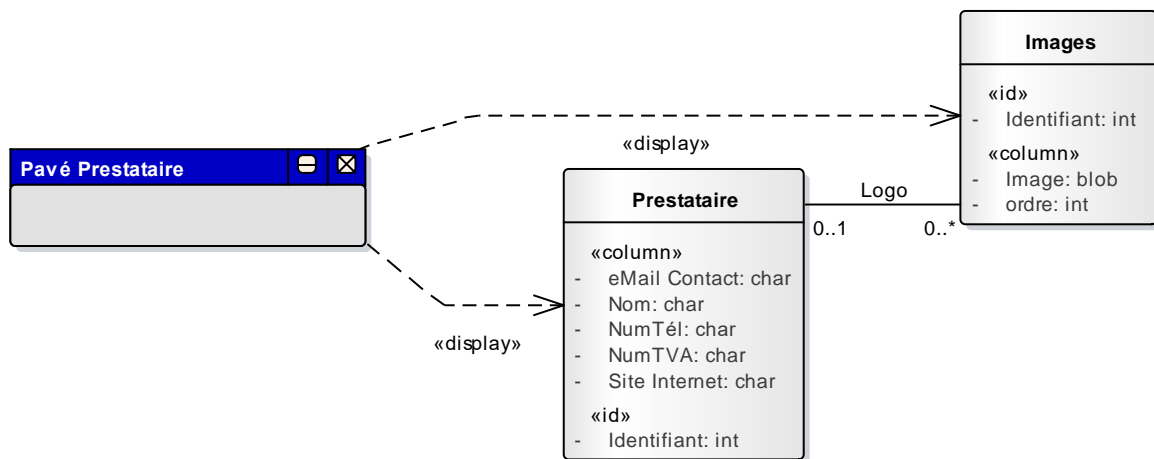 Images
«id»
- Identifiant: int
«column»
- Image: blob
- ordre: int
«display»
Pavé Prestataire
Prestataire
«column»
- eMail Contact: char
- Nom: char
- NumTél: char
- NumTVA: char
- Site Internet: char
«id»
- Identifiant: int
Logo
0..1
0..*
«display»